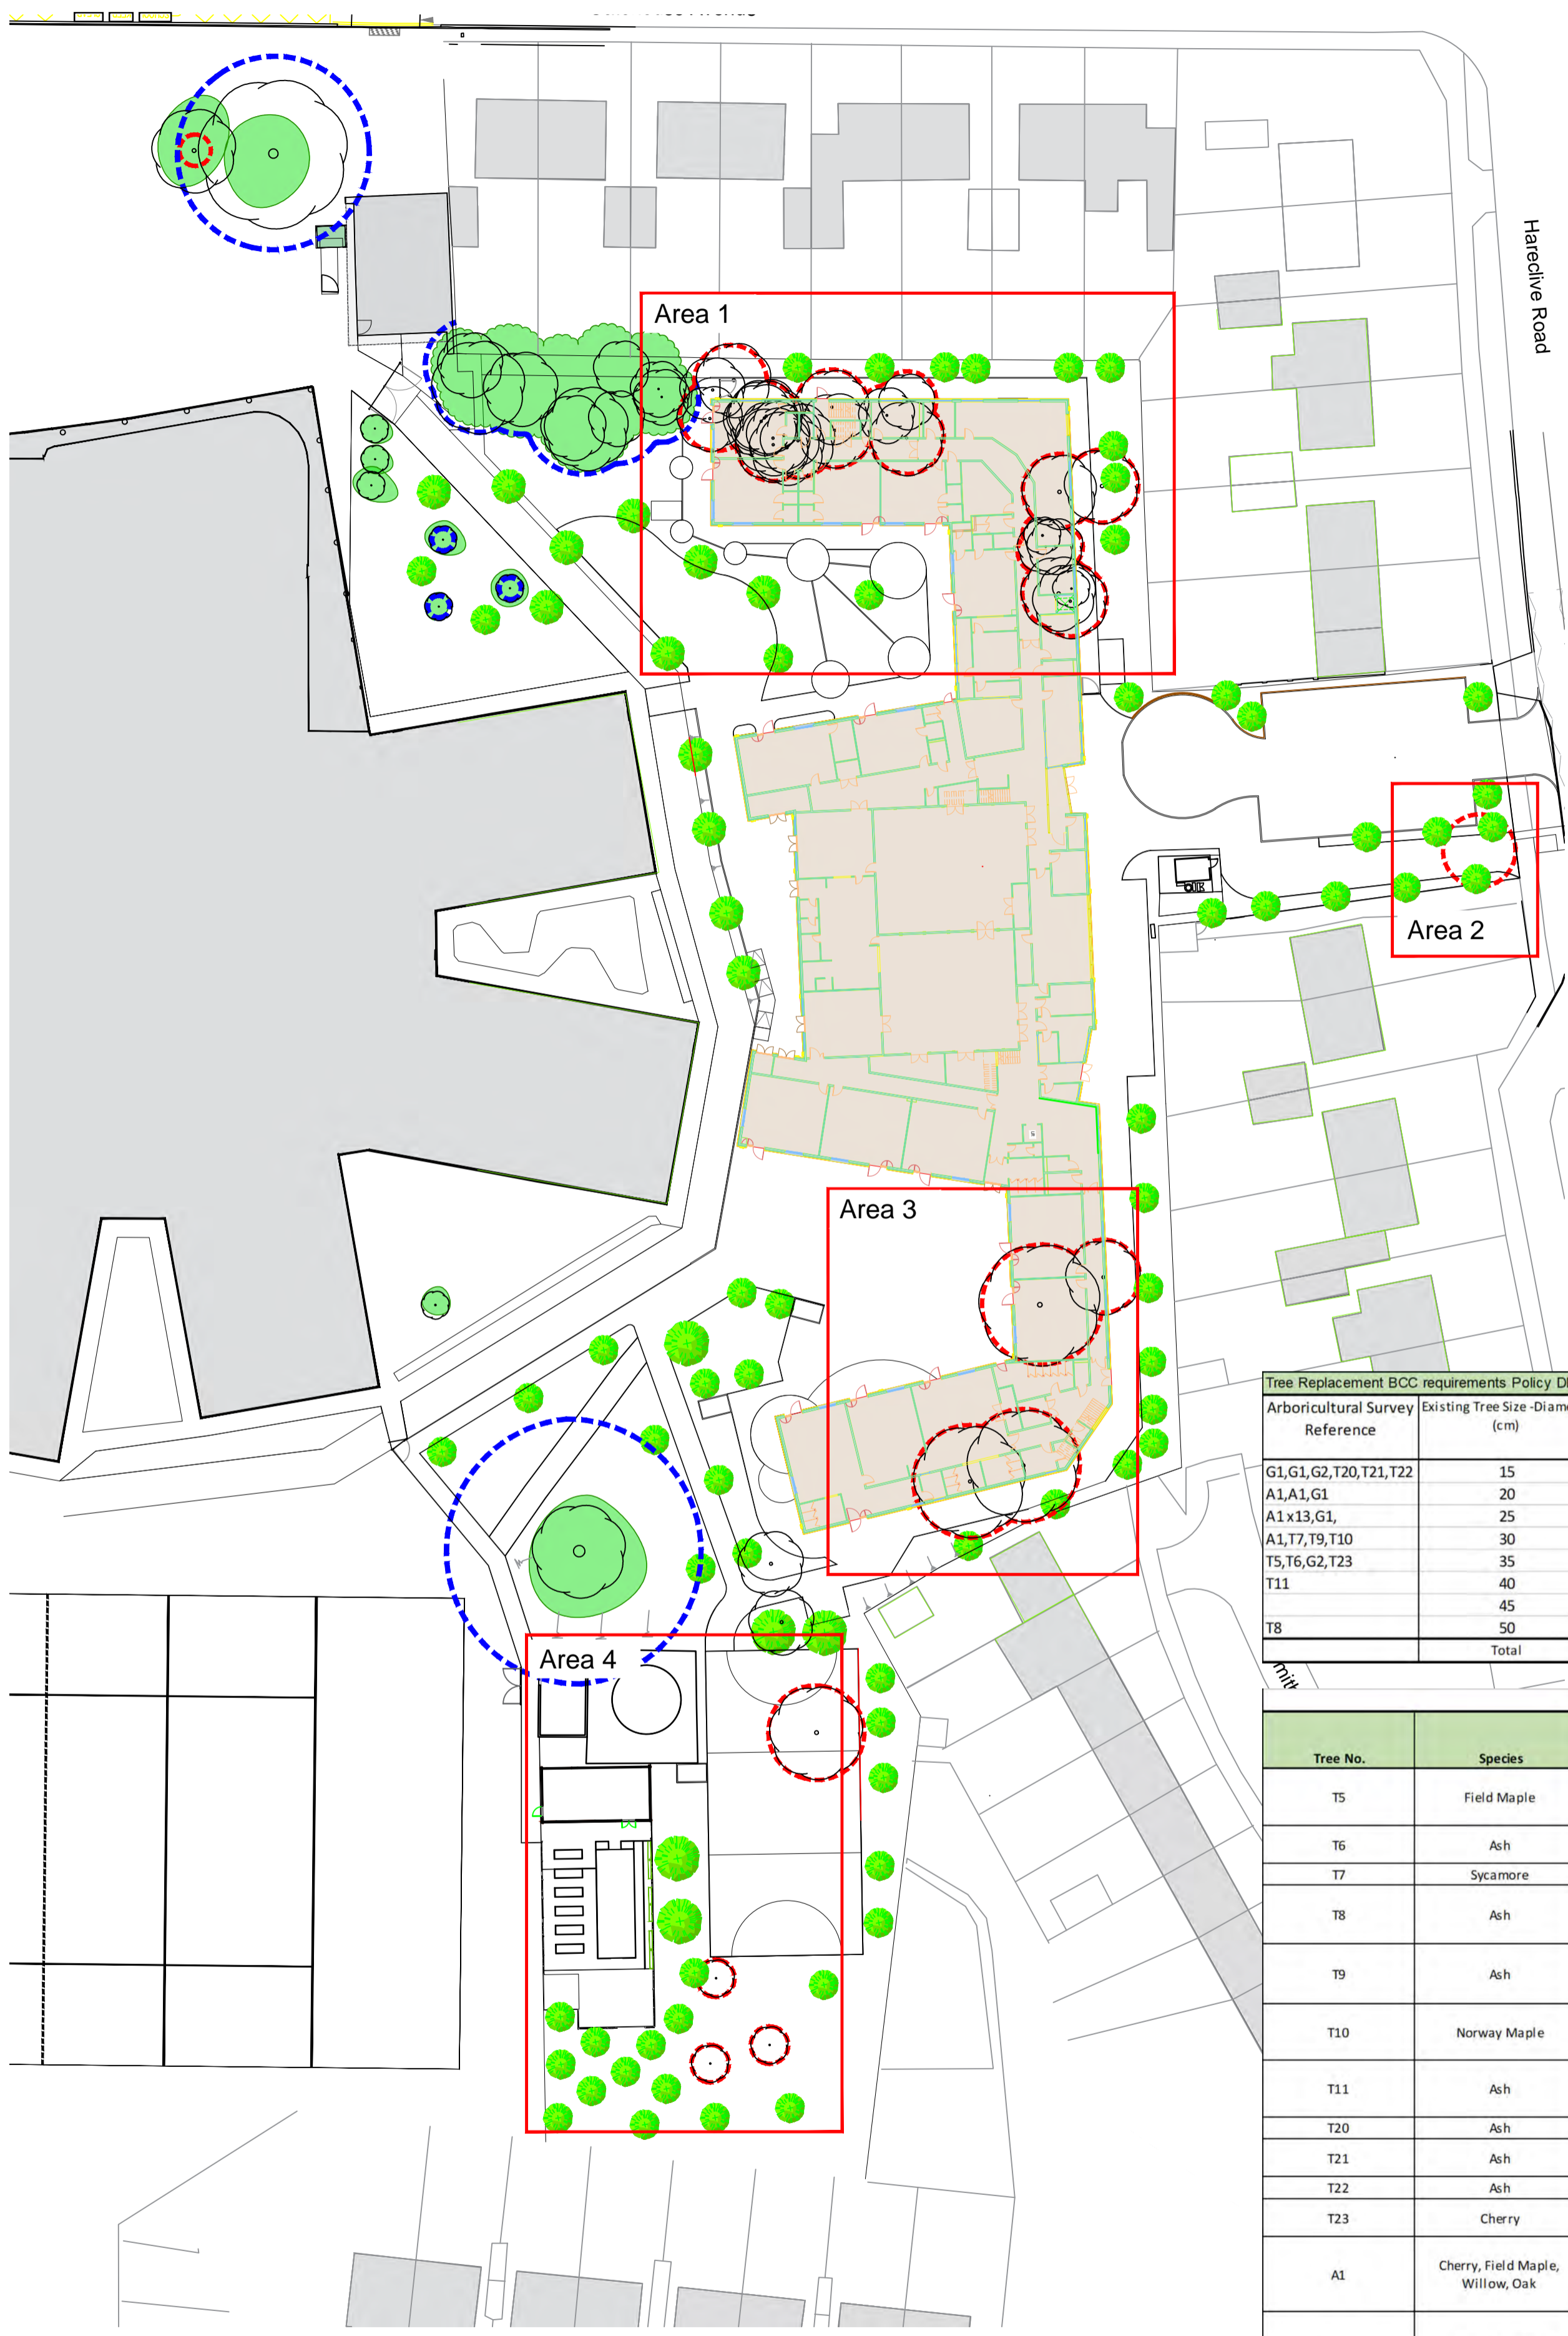 Hareclive Road
Area 1
Area 2
Area 3
Area 4
Tree Replacement BCC requirements Policy
Arboricultural Survey Reference
Existing Tree Size -
(cm)
G1,G1,G2,T20,T21,T22 15
A1,A1,G1 20
A1 x13,G1, 25
A1,T7,T9,T10 30
T5,T6,G2,T23 35
T11 40
45
T8 50
Total
Tree No. Species
T5 Field Maple
T6 Ash
T7 Sycamore
T8 Ash
T9 Ash
T10 Norway Maple
T11 Ash
T20 Ash
T21 Ash
T22 Ash
T23 Cherry
A1 Cherry, Field Maple,
Willow, Oak